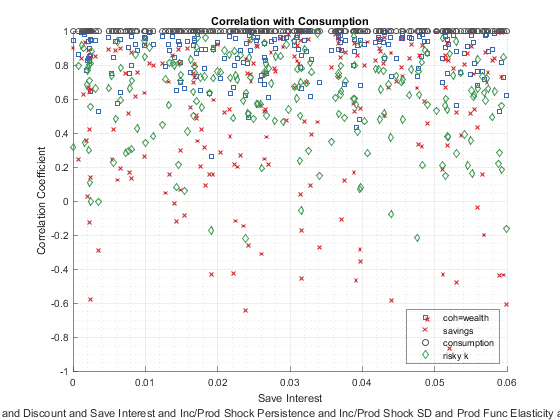 Correlation with Consumption
Correlation Coefficient
1
0.8
0.6
0.4
0.2
0
-0.2
-0.4
-0.6
-0.8
-1
0
0.01
0.02
0.03
0.04
0.05
0.06
coh=wealth
savings
consumption
risky k
Save Interest
and Discount and Save Interest and Inc/Prod Shock Persistence and Inc/Prod Shock SD and Prod Func Elasticity